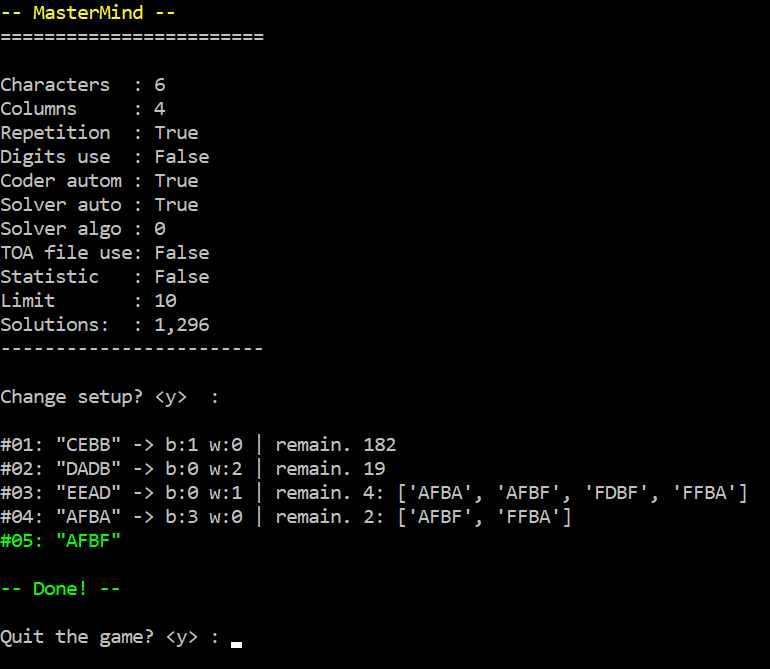 -- MasterMind --
========================
Characters  : 6
Columns     : 4
Repetition  : True
Digits use  : False
Coder autom : True
Solver auto : True
Solver algo : 0
TOA file use: False
Statistic   : False
Limit       : 10
Solutions:  : 1,296
------------------------
Change setup? <y>  :
#01: "CEBB" -> b:1 w:0 | remain. 182
#02: "DADB" -> b:0 w:2 | remain. 19
#03: "EEAD" -> b:0 w:1 | remain. 4: ['AFBA', 'AFBF', 'FDBF', 'FFBA']
#04: "AFBA" -> b:3 w:0 | remain. 2: ['AFBF', 'FFBA']
#05: "AFBF"
-- Done! --
Quit the game? <y> :